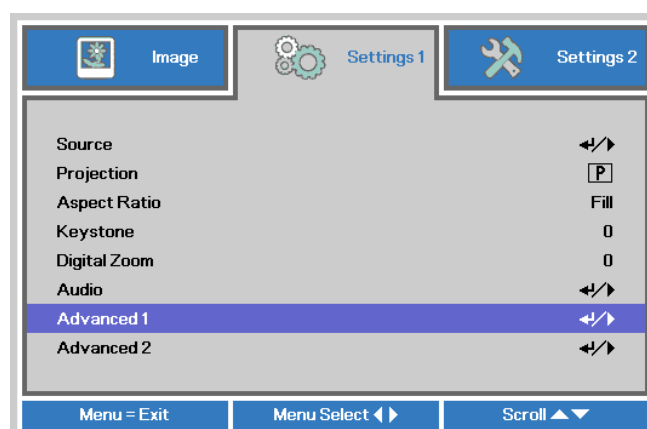 Image Settings 1 Settings 2
Source
Projection P
Aspect Ratio Fill
Keystone 0
Digital Zoom 0
Audio
Advanced 1
Advanced 2
Menu = Exit Menu Select Scroll